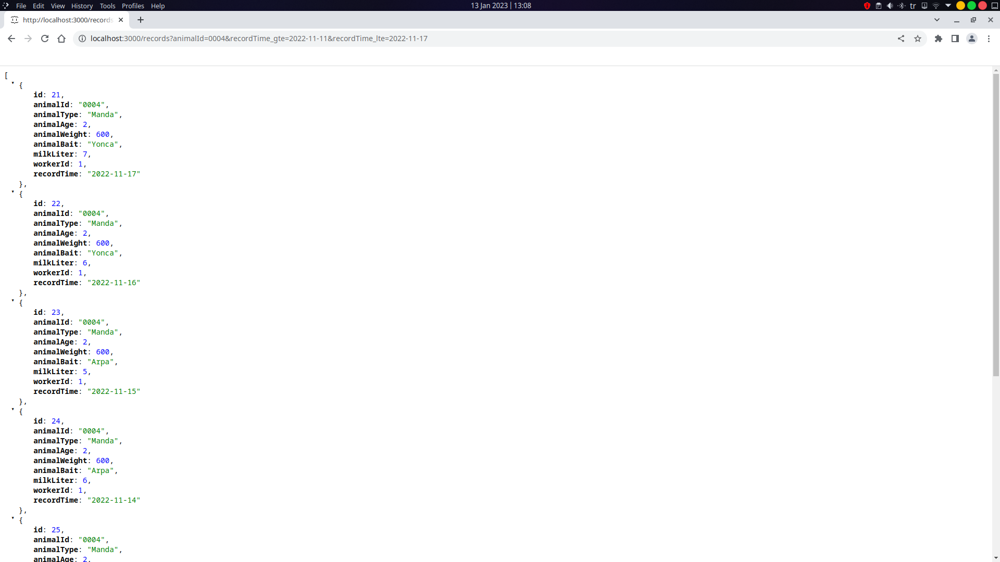 File Edit View History Tools Profiles Help 13 Jan 2023 | 13:08 tr
http://localhost:3000/records
localhost:3000/records?animalId=0004&recordTime_gte=2022-11-11&recordTime_lte=2022-11-17
[
{
id: 21,
animalId: "0004",
animalType: "Manda",
animalAge: 2,
animalWeight: 600,
animalBait: "Yonca",
milkLiter: 7,
workerId: 1,
recordTime: "2022-11-17"
},
{
id: 22,
animalId: "0004",
animalType: "Manda",
animalAge: 2,
animalWeight: 600,
animalBait: "Yonca",
milkLiter: 6,
workerId: 1,
recordTime: "2022-11-16"
},
{
id: 23,
animalId: "0004",
animalType: "Manda",
animalAge: 2,
animalWeight: 600,
animalBait: "Arpa",
milkLiter: 5,
workerId: 1,
recordTime: "2022-11-15"
},
{
id: 24,
animalId: "0004",
animalType: "Manda",
animalAge: 2,
animalWeight: 600,
animalBait: "Arpa",
milkLiter: 6,
workerId: 1,
recordTime: "2022-11-14"
},
{
id: 25,
animalId: "0004",
animalType: "Manda",
animalAge: 2,